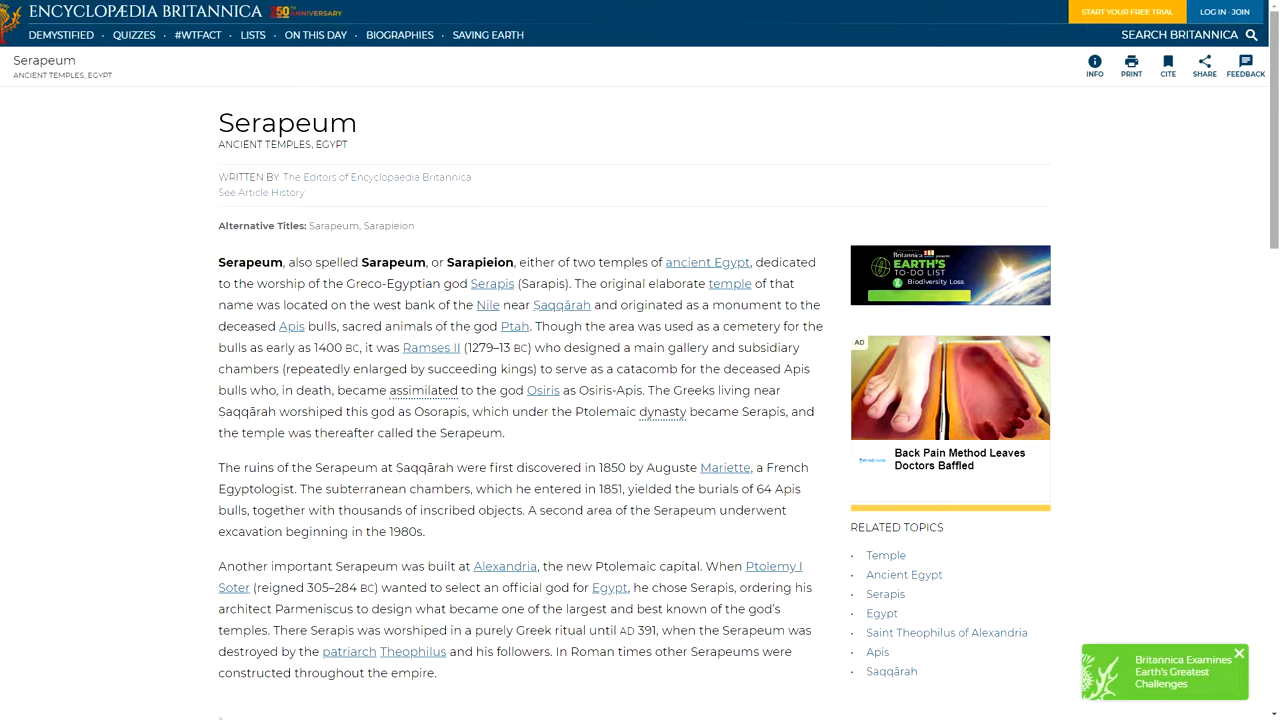 ENCYCLOPÆDIA BRITANNICA 250TH ANNIVERSARY
START YOUR FREE TRIAL
LOG IN · JOIN
DEMYSTIFIED · QUIZZES · #WTFACT · LISTS · ON THIS DAY · BIOGRAPHIES · SAVING EARTH
SEARCH BRITANNICA
Serapeum
ANCIENT TEMPLES, EGYPT
INFO PRINT CITE SHARE FEEDBACK
Serapeum
ANCIENT TEMPLES, EGYPT
WRITTEN BY: The Editors of Encyclopaedia Britannica
See Article History
Alternative Titles: Sarapeum, Sarapieion
Serapeum, also spelled Sarapeum, or Sarapieion, either of two temples of ancient Egypt, dedicated
to the worship of the Greco-Egyptian god Serapis (Sarapis). The original elaborate temple of that
name was located on the west bank of the Nile near Ṣaqqārah and originated as a monument to the
deceased Apis bulls, sacred animals of the god Ptah. Though the area was used as a cemetery for the
bulls as early as 1400 BC, it was Ramses II (1279–13 BC) who designed a main gallery and subsidiary
chambers (repeatedly enlarged by succeeding kings) to serve as a catacomb for the deceased Apis
bulls who, in death, became assimilated to the god Osiris as Osiris-Apis. The Greeks living near
Saqqārah worshiped this god as Osorapis, which under the Ptolemaic dynasty became Serapis, and
the temple was thereafter called the Serapeum.
The ruins of the Serapeum at Saqqārah were first discovered in 1850 by Auguste Mariette, a French
Egyptologist. The subterranean chambers, which he entered in 1851, yielded the burials of 64 Apis
bulls, together with thousands of inscribed objects. A second area of the Serapeum underwent
excavation beginning in the 1980s.
Another important Serapeum was built at Alexandria, the new Ptolemaic capital. When Ptolemy I
Soter (reigned 305–284 BC) wanted to select an official god for Egypt, he chose Serapis, ordering his
architect Parmeniscus to design what became one of the largest and best known of the god's
temples. There Serapis was worshiped in a purely Greek ritual until AD 391, when the Serapeum was
destroyed by the patriarch Theophilus and his followers. In Roman times other Serapeums were
constructed throughout the empire.
Britannica presents
EARTH'S
TO-DO LIST
Biodiversity Loss
AD
Back Pain Method Leaves
Doctors Baffled
RELATED TOPICS
Temple
Ancient Egypt
Serapis
Egypt
Saint Theophilus of Alexandria
Apis
Saqqārah
Britannica Examines
Earth's Greatest
Challenges